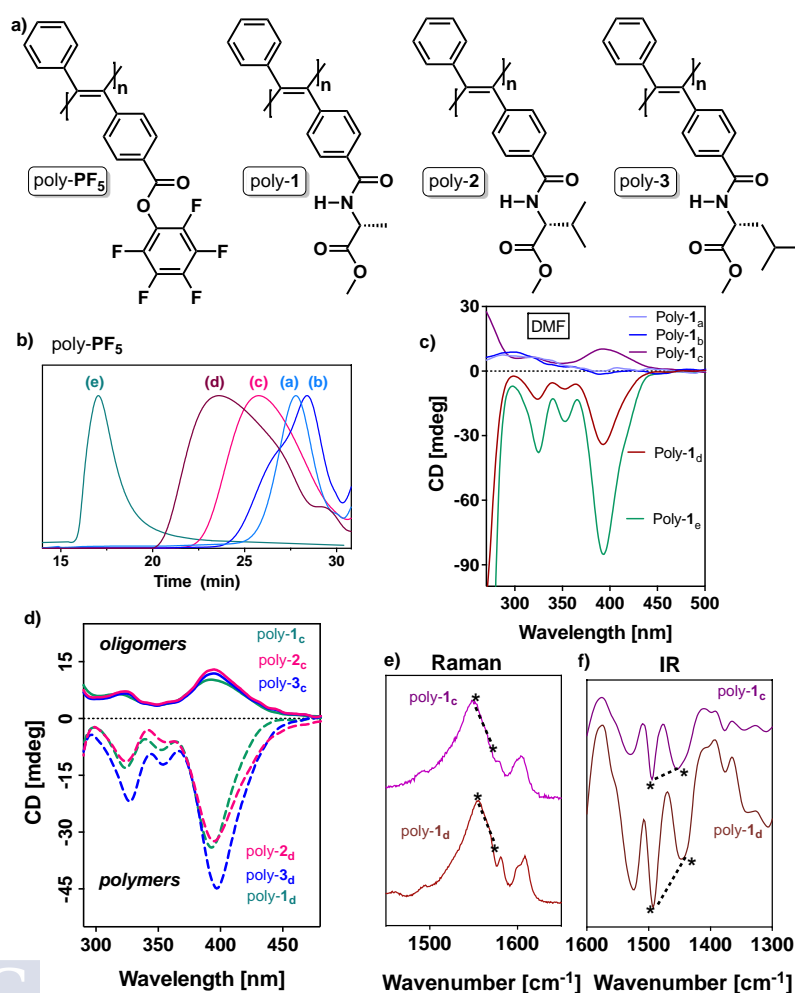 a)
n
n
n
n
poly-PF5
poly-1
poly-2
poly-3
O
O
F
F
F
F
F
O
H-N
O
O
O
H-N
O
O
O
H-N
O
O
b) poly-PF5
(e) (d) (c) (a) (b)
15 20 25 30
Time (min)
c)
DMF
Poly-1a
Poly-1b
Poly-1c
Poly-1d
Poly-1e
CD [mdeg]
30
0
-30
-60
-90
300 350 400 450 500
Wavelength [nm]
d)
oligomers
poly-1c
poly-2c
poly-3c
CD [mdeg]
15
0
-15
-30
-45
poly-2d
poly-3d
poly-1d
polymers
300 350 400 450
Wavelength [nm]
e) Raman
poly-1c
*
*
poly-1d
*
*
1500 1600
Wavenumber [cm-1]
f) IR
poly-1c
*
*
poly-1d
*
*
1600 1500 1400 1300
Wavenumber [cm-1]